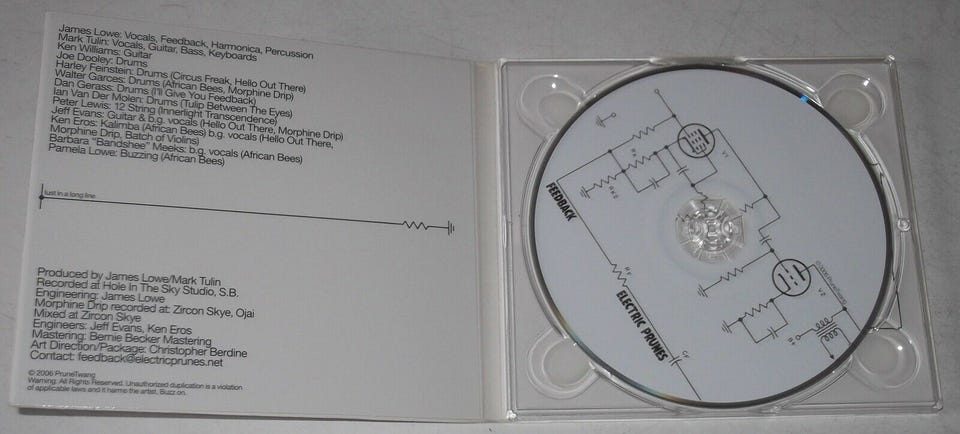 James Lowe: Vocals, Feedback, Harmonica, Percussion
Mark Tulin: Vocals, Guitar, Bass, Keyboards
Ken Williams: Guitar
Joe Dooley: Drums
Harley Feinstein: Drums (Circus Freak, Hello Out There)
Walter Garces: Drums (African Bees, Morphine Drip)
Dan Gerass: Drums (I'll Give You Feedback)
Ian Van Der Molen: Drums (Tulip Between The Eyes)
Peter Lewis: 12 String (Innerlight Transcendence)
Jeff Evans: Guitar & b.g. vocals (Hello Out There, Morphine Drip)
Ken Eros: Kalimba (African Bees) b.g. vocals (Hello Out There,
Morphine Drip, Batch of Violins)
Barbara "Bandshee" Meeks: b.g. vocals (African Bees)
Pamela Lowe: Buzzing (African Bees)
lust in a long line
Produced by James Lowe/Mark Tulin
Recorded at Hole In The Sky Studio, S.B.
Engineering: James Lowe
Morphine Drip recorded at: Zircon Skye, Ojai
Mixed at Zircon Skye
Engineers: Jeff Evans, Ken Eros
Mastering: Bernie Becker Mastering
Art Direction/Package: Christopher Berdine
Contact: feedback@electricprunes.net
© 2006 PruneTwang
Warning: All Rights Reserved. Unauthorized duplication is a violation
of applicable laws and it harms the artist. Buzz on.
FEEDBACK
ELECTRIC PRUNES
V1
V2
RF
CF
B+
© 2006 PruneTwang